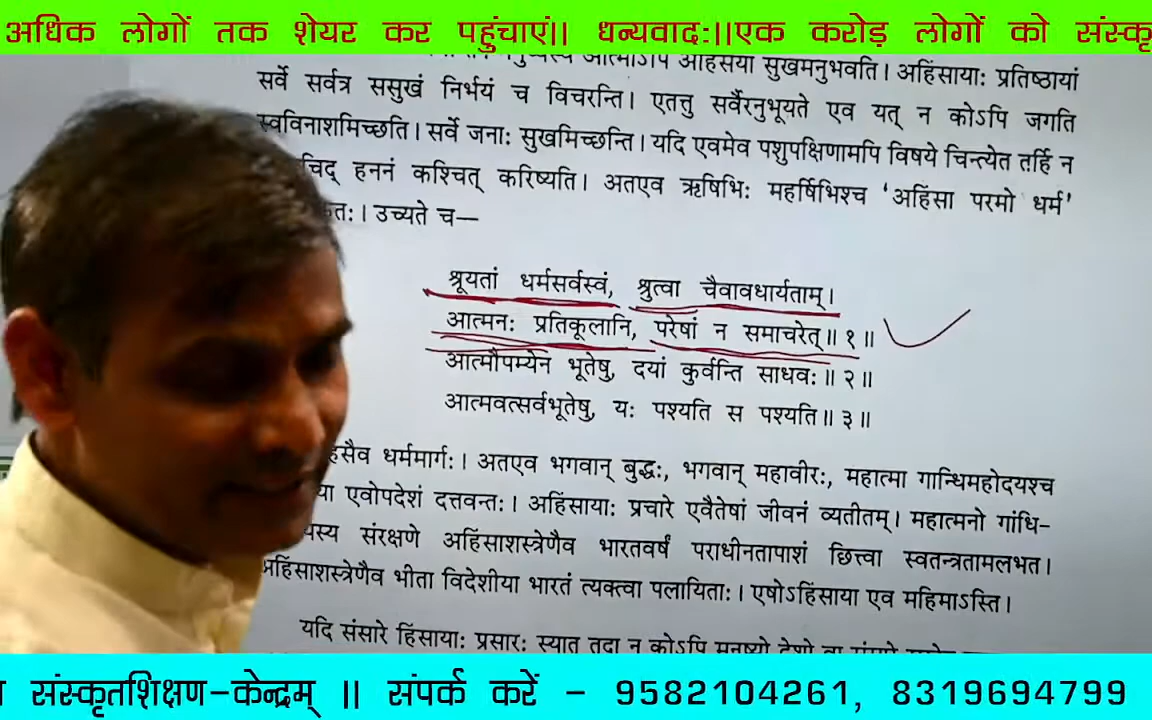 अधिक लोगों तक शेयर कर पहुंचाएं॥ धन्यवादः॥एक करोड़ लोगों को
आत्माऽपि अहिंसया सुखमनुभवति। अहिंसायाः प्रतिष्ठायां
सर्वे सर्वत्र ससुखं निर्भयं च विचरन्ति। एतत्तु सर्वैरनुभूयते एव यत् न कोऽपि जगति
स्वविनाशमिच्छति। सर्वे जनाः सुखमिच्छन्ति। यदि एवमेव पशुपक्षिणामपि विषये चिन्त्येत तर्हि न
चिद् हननं कश्चित् करिष्यति। अतएव ऋषिभिः महर्षिभिश्च 'अहिंसा परमो धर्म'
। उच्यते च—
श्रूयतां धर्मसर्वस्वं, श्रुत्वा चैवावधार्यताम्।
आत्मनः प्रतिकूलानि, परेषां न समाचरेत्॥ १॥
आत्मौपम्येन भूतेषु, दयां कुर्वन्ति साधवः॥ २॥
आत्मवत्सर्वभूतेषु, यः पश्यति स पश्यति॥ ३॥
सैव धर्ममार्गः। अतएव भगवान् बुद्धः, भगवान् महावीरः, महात्मा गान्धिमहोदयश्च
या एवोपदेशं दत्तवन्तः। अहिंसायाः प्रचारे एवैतेषां जीवनं व्यतीतम्। महात्मनो गांधि-
यस्य संरक्षणे अहिंसाशस्त्रेणैव भारतवर्षं पराधीनतापाशं छित्त्वा स्वतन्त्रतामलभत।
अहिंसाशस्त्रेणैव भीता विदेशीया भारतं त्यक्त्वा पलायिताः। एषोऽहिंसाया एव महिमाऽस्ति।
यदि संसारे हिंसायाः प्रसारः स्यात् तदा न कोऽपि मनुष्यो देशो वा
संस्कृतशिक्षण-केन्द्रम् || संपर्क करें - 9582104261, 8319694799